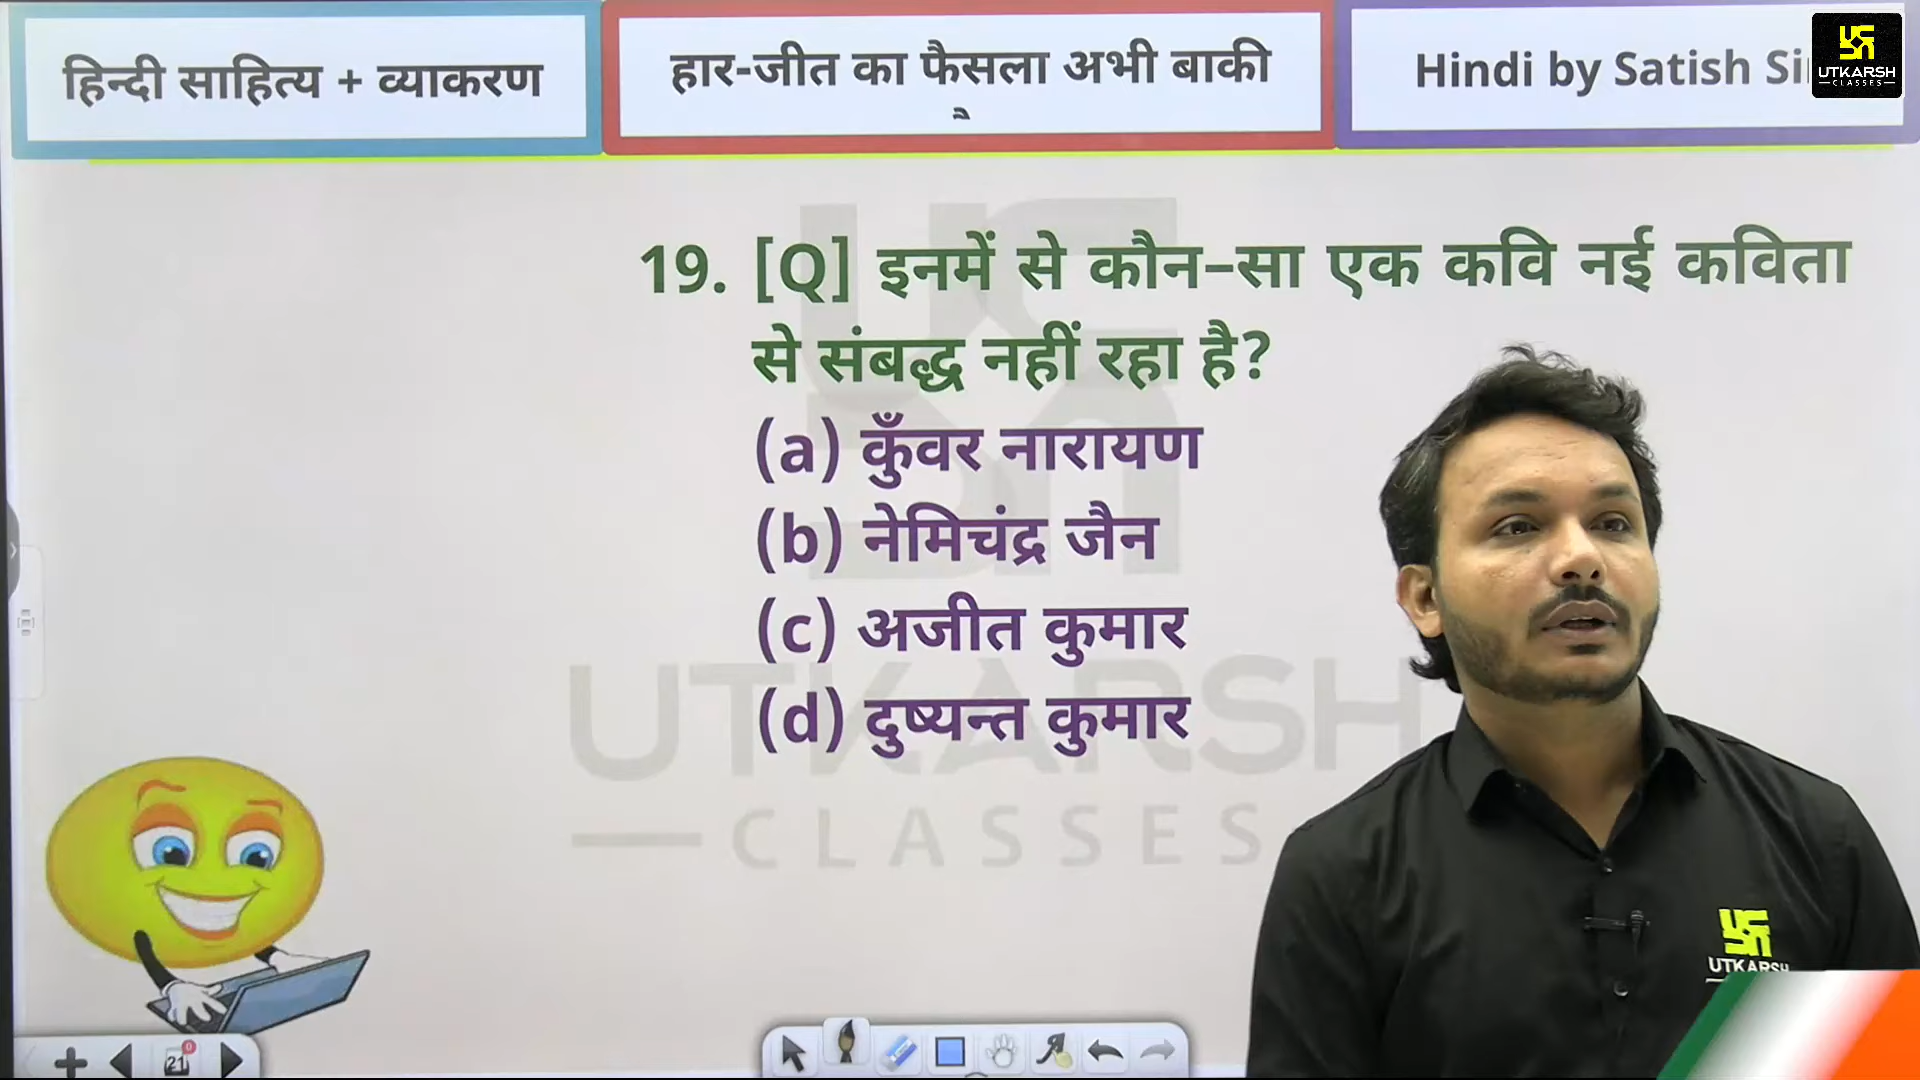 हिन्दी साहित्य + व्याकरण
हार-जीत का फैसला अभी बाकी
Hindi by Satish
UTKARSH
CLASSES
19. [Q] इनमें से कौन–सा एक कवि नई कविता
से संबद्ध नहीं रहा है?
(a) कुँवर नारायण
(b) नेमिचंद्र जैन
(c) अजीत कुमार
(d) दुष्यन्त कुमार
UTKARSH
CLASSES
UTKARSH
21
0